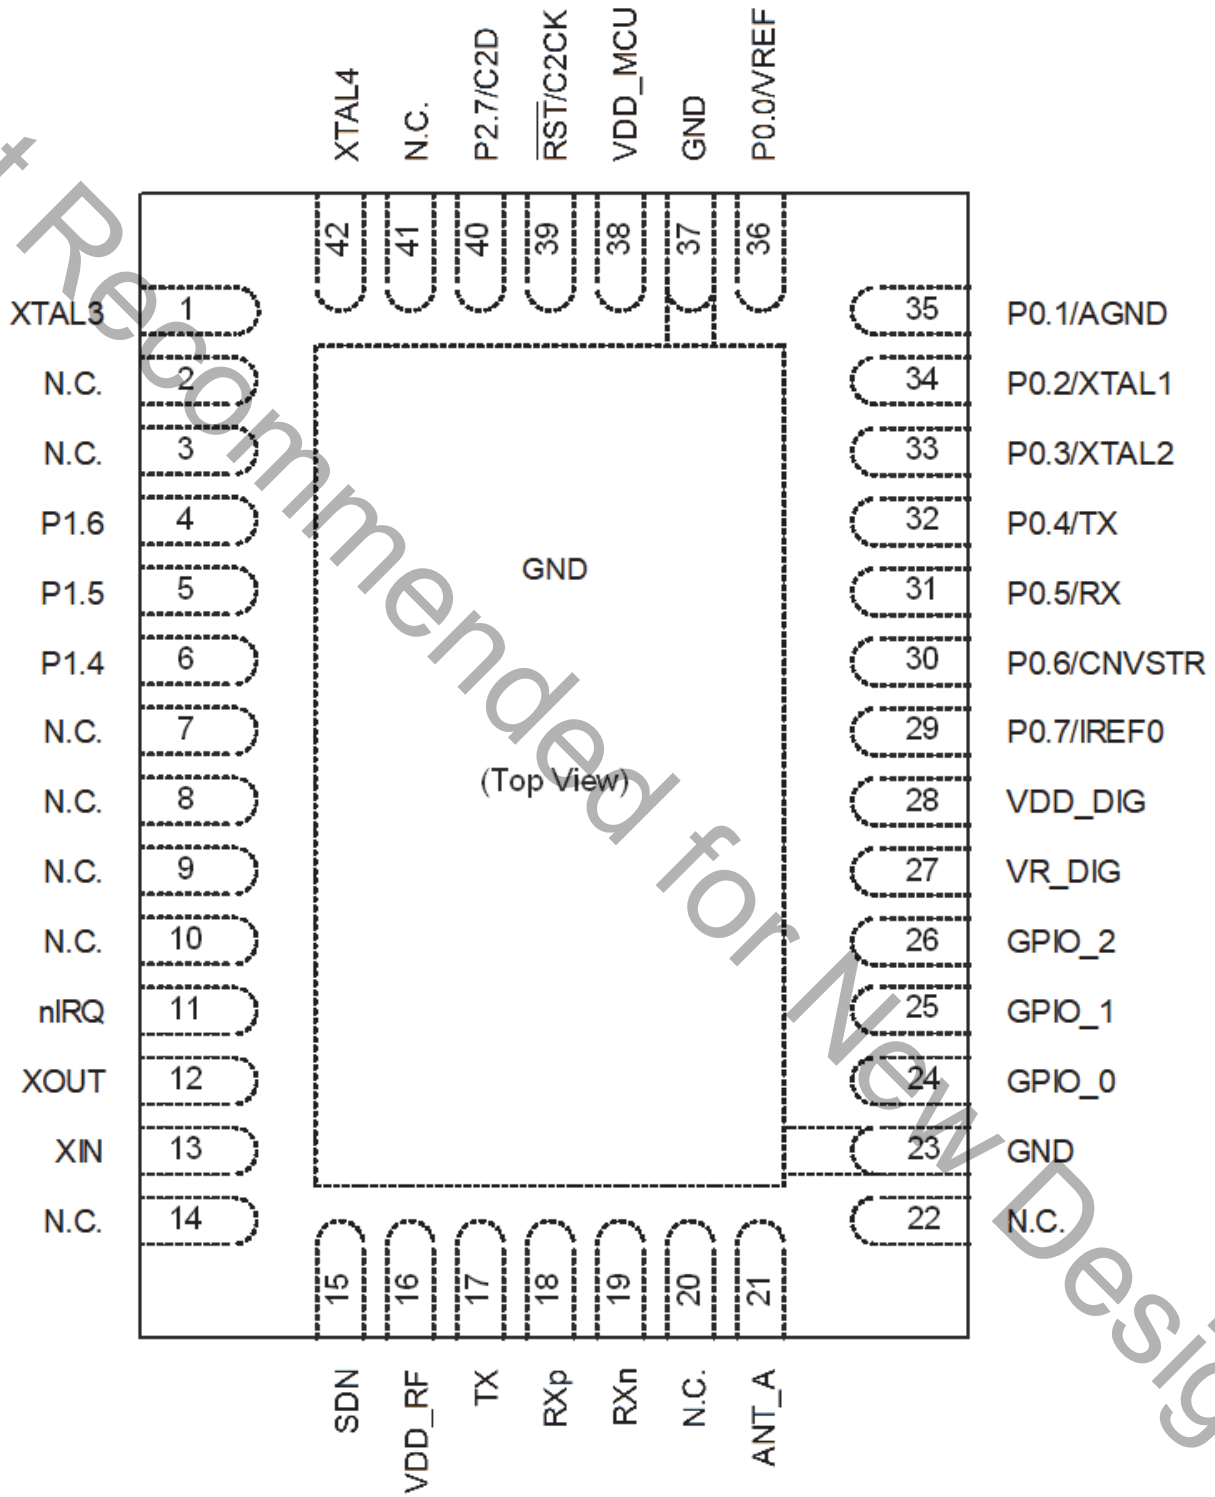 XTAL4
N.C.
P2.7/C2D
RST/C2CK
VDD_MCU
GND
P0.0/VREF
42
41
40
39
38
37
36
XTAL3 1
N.C. 2
N.C. 3
P1.6 4
P1.5 5
P1.4 6
N.C. 7
N.C. 8
N.C. 9
N.C. 10
nIRQ 11
XOUT 12
XIN 13
N.C. 14
GND
(Top View)
35 P0.1/AGND
34 P0.2/XTAL1
33 P0.3/XTAL2
32 P0.4/TX
31 P0.5/RX
30 P0.6/CNVSTR
29 P0.7/IREF0
28 VDD_DIG
27 VR_DIG
26 GPIO_2
25 GPIO_1
24 GPIO_0
23 GND
22 N.C.
15
16
17
18
19
20
21
SDN
VDD_RF
TX
RXp
RXn
N.C.
ANT_A
Recommended for New